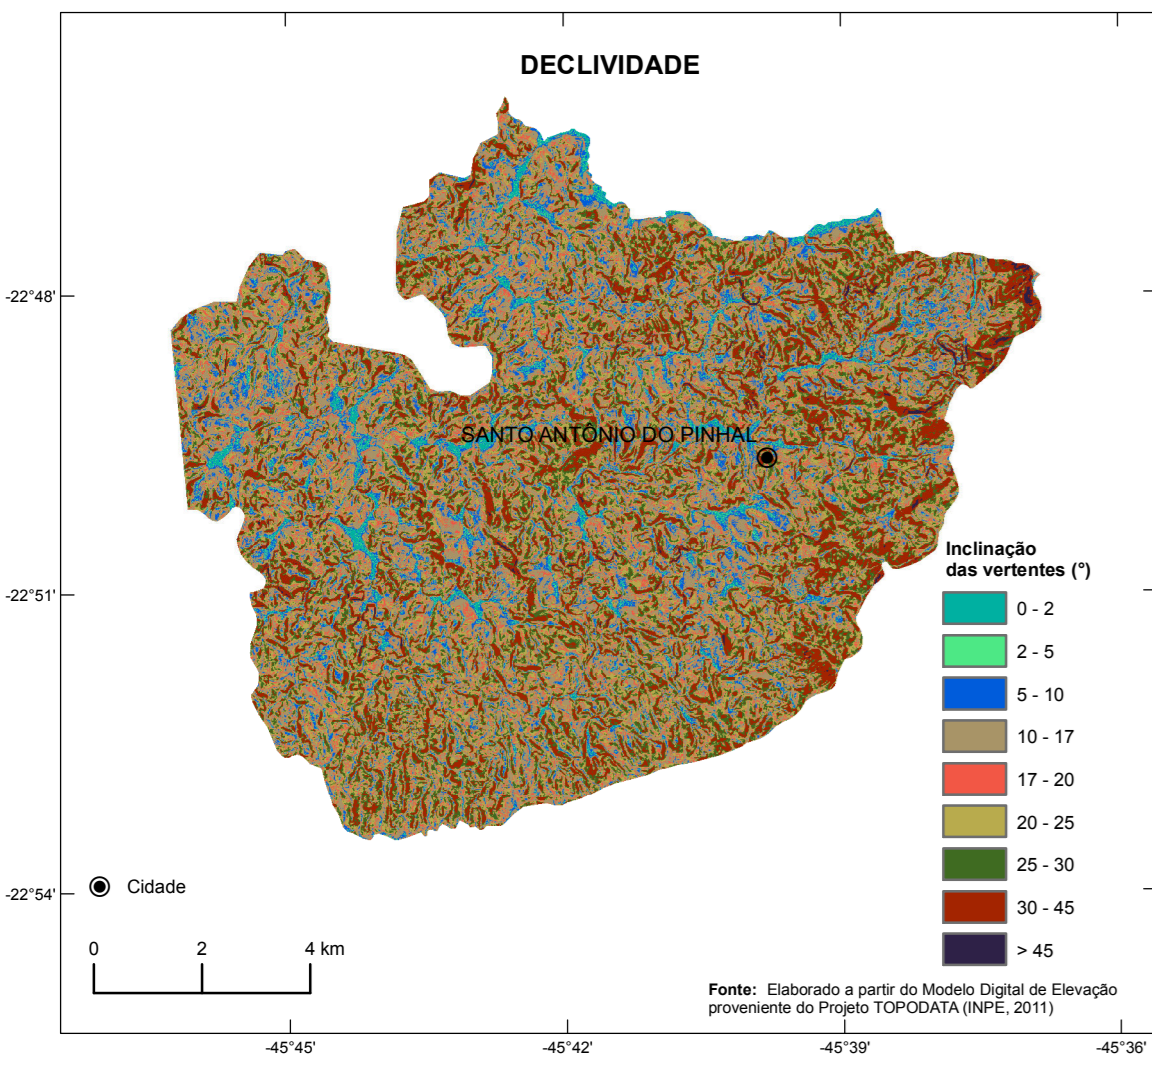 DECLIVIDADE
-22°48'
SANTO ANTÔNIO DO PINHAL
Inclinação
das vertentes (°)
-22°51'
0 - 2
2 - 5
5 - 10
10 - 17
17 - 20
20 - 25
25 - 30
30 - 45
> 45
-22°54'
Cidade
0 2 4 km
Fonte: Elaborado a partir do Modelo Digital de Elevação
proveniente do Projeto TOPODATA (INPE, 2011)
-45°45' -45°42' -45°39' -45°36'